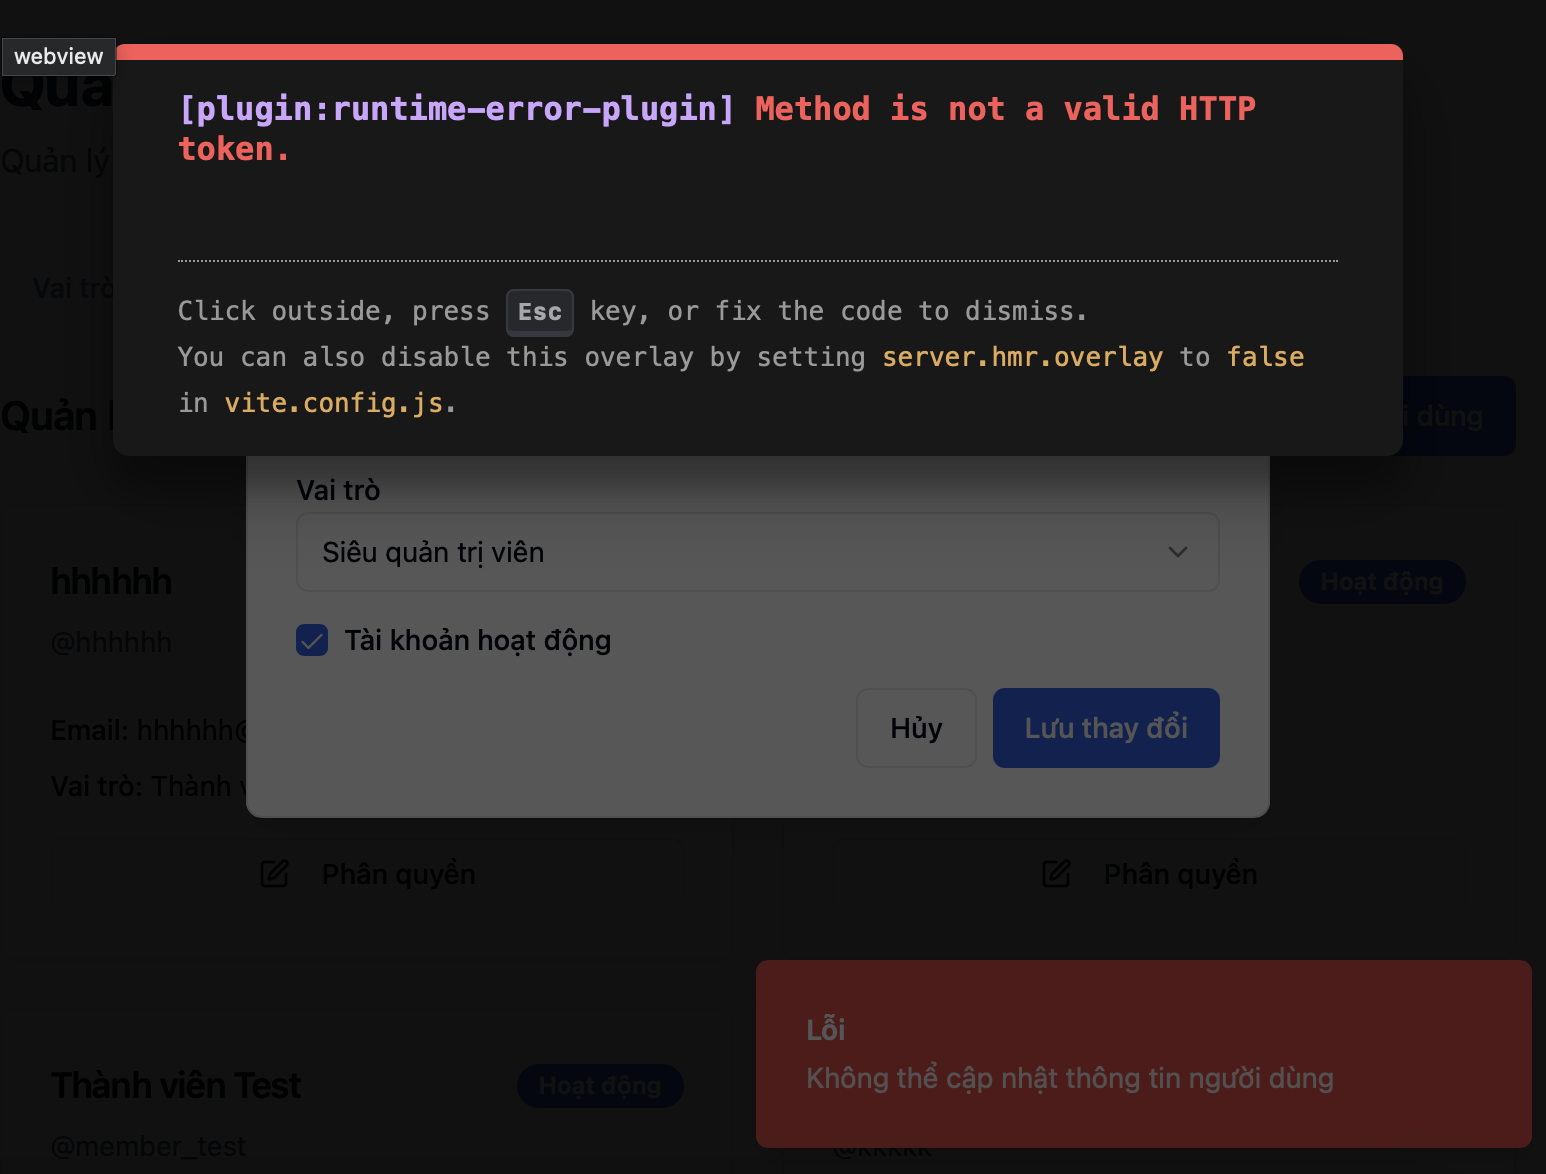 webview
[plugin:runtime-error-plugin] Method is not a valid HTTP
token.
Click outside, press Esc key, or fix the code to dismiss.
You can also disable this overlay by setting server.hmr.overlay to false
in vite.config.js.
Quả
Quản lý
Vai trò
Quản
i dùng
Vai trò
Siêu quản trị viên
Tài khoản hoạt động
Hủy
Lưu thay đổi
hhhhhh
@hhhhhh
Hoạt động
Email: hhhhhh@
Vai trò: Thành v
Phân quyền
Phân quyền
Thành viên Test
Hoạt động
@member_test
Lỗi
Không thể cập nhật thông tin người dùng